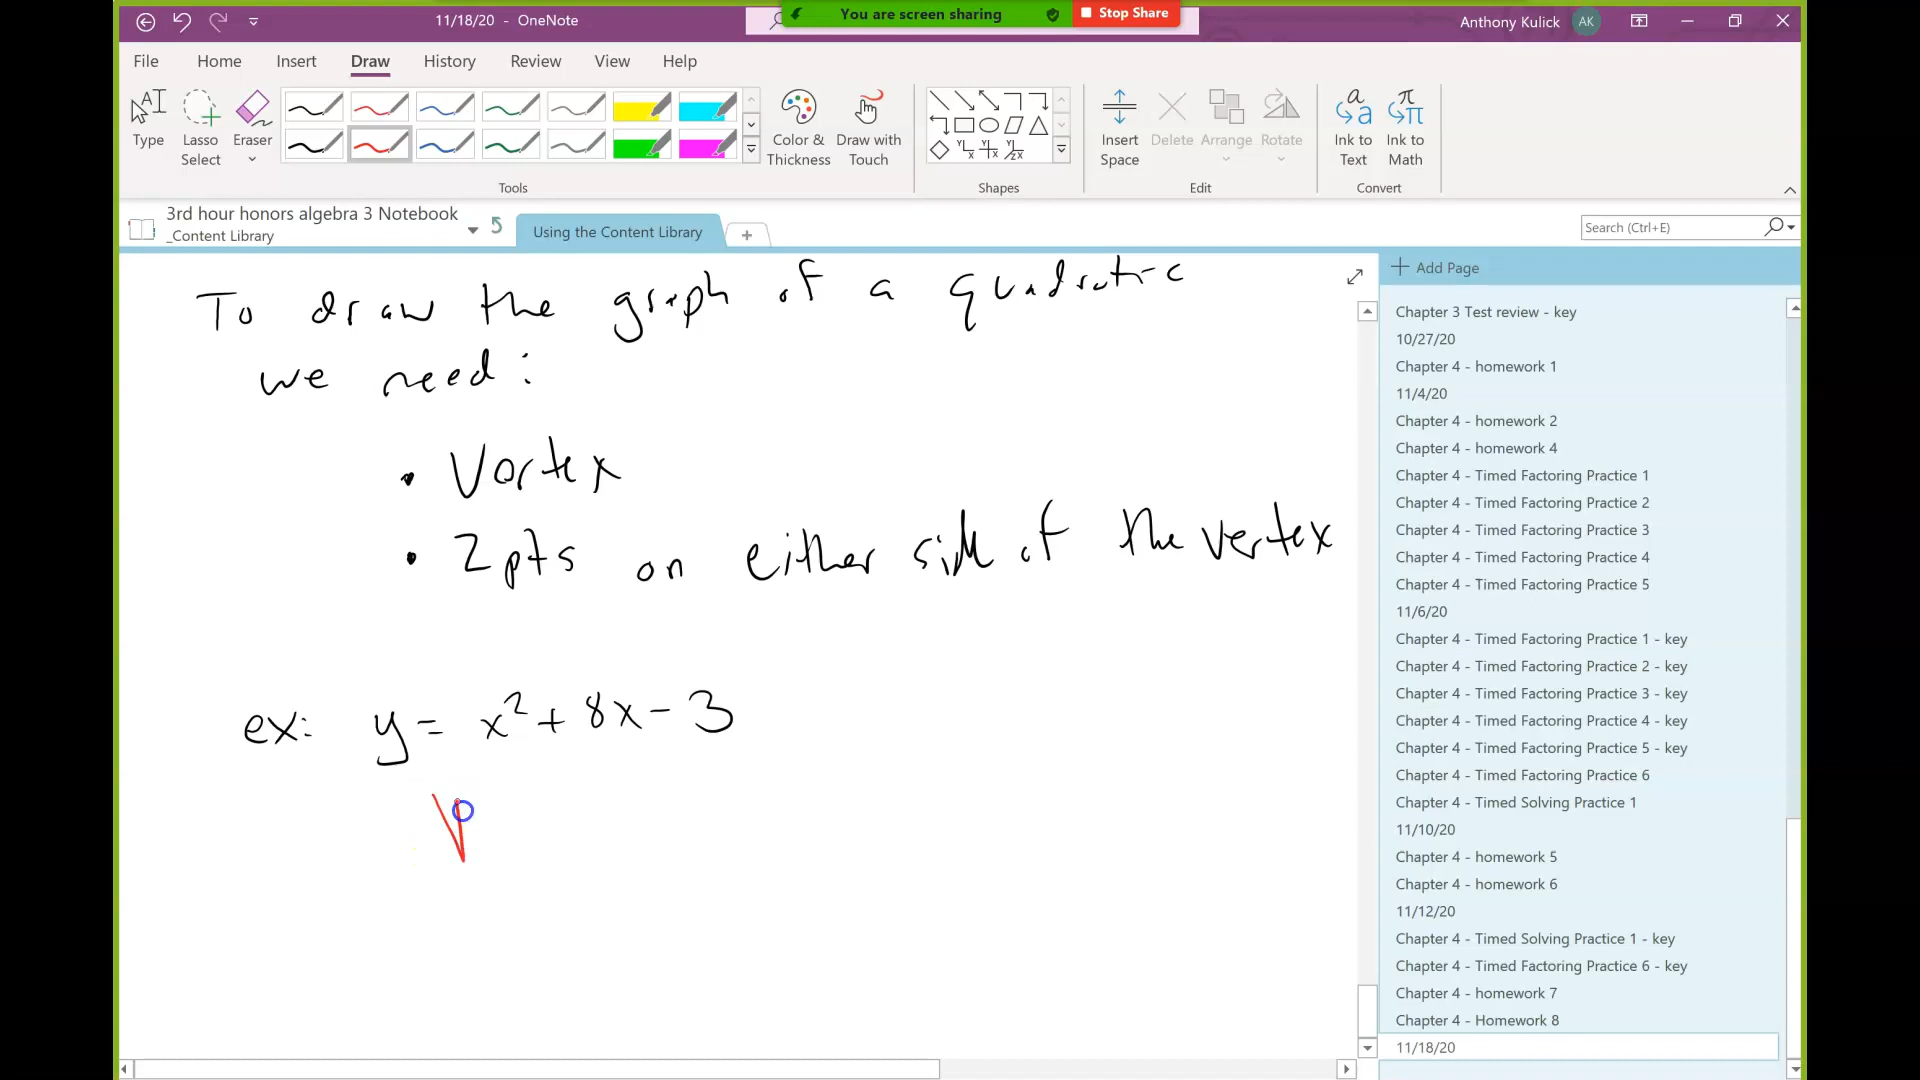 11/18/20 - OneNote
You are screen sharing
Stop Share
Anthony Kulick
AK
File Home Insert Draw History Review View Help
Type
Lasso Select
Eraser
Color & Thickness
Draw with Touch
Insert Space
Delete
Arrange
Rotate
Ink to Text
Ink to Math
Tools
Shapes
Edit
Convert
3rd hour honors algebra 3 Notebook
_Content Library
Using the Content Library
Search (Ctrl+E)
To draw the graph of a quadratic
we need:
• Vertex
• 2pts on either side of the vertex
ex: y = x² + 8x - 3
V
Add Page
Chapter 3 Test review - key
10/27/20
Chapter 4 - homework 1
11/4/20
Chapter 4 - homework 2
Chapter 4 - homework 4
Chapter 4 - Timed Factoring Practice 1
Chapter 4 - Timed Factoring Practice 2
Chapter 4 - Timed Factoring Practice 3
Chapter 4 - Timed Factoring Practice 4
Chapter 4 - Timed Factoring Practice 5
11/6/20
Chapter 4 - Timed Factoring Practice 1 - key
Chapter 4 - Timed Factoring Practice 2 - key
Chapter 4 - Timed Factoring Practice 3 - key
Chapter 4 - Timed Factoring Practice 4 - key
Chapter 4 - Timed Factoring Practice 5 - key
Chapter 4 - Timed Factoring Practice 6
Chapter 4 - Timed Solving Practice 1
11/10/20
Chapter 4 - homework 5
Chapter 4 - homework 6
11/12/20
Chapter 4 - Timed Solving Practice 1 - key
Chapter 4 - Timed Factoring Practice 6 - key
Chapter 4 - homework 7
Chapter 4 - Homework 8
11/18/20